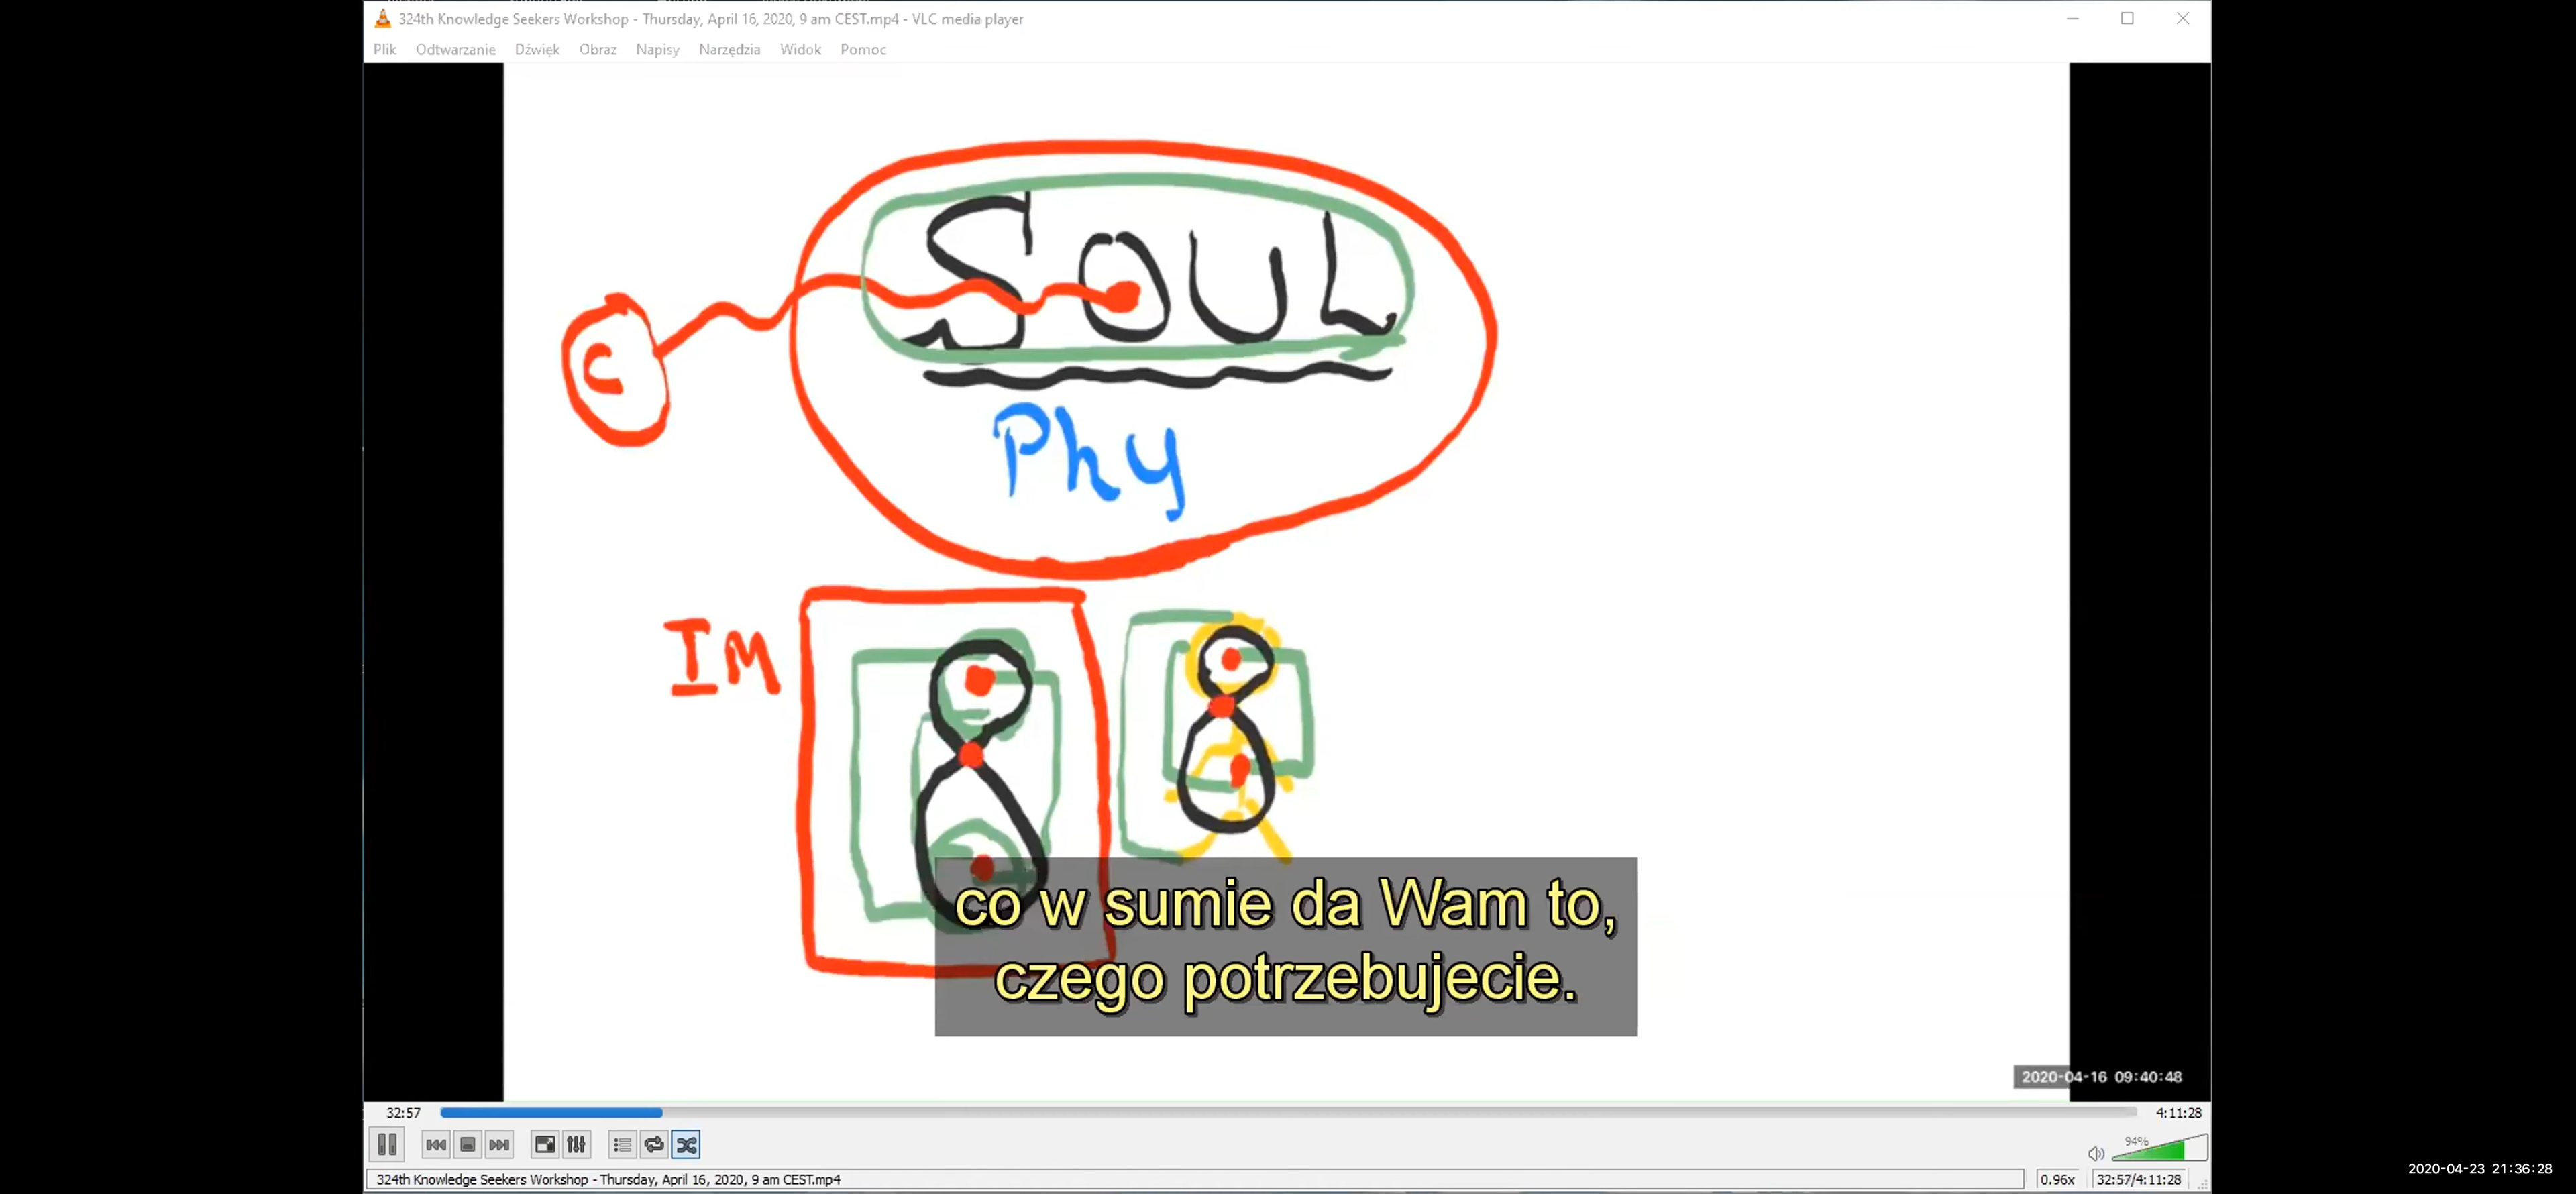 324th Knowledge Seekers Workshop - Thursday, April 16, 2020, 9 am CEST.mp4 - VLC media player
Plik Odtwarzanie Dźwięk Obraz Napisy Narzędzia Widok Pomoc
SOUL
C
Phy
IM
co w sumie da Wam to,
czego potrzebujecie.
2020-04-16 09:40:48
32:57 4:11:28
94%
324th Knowledge Seekers Workshop - Thursday, April 16, 2020, 9 am CEST.mp4 0.96x 32:57/4:11:28
2020-04-23 21:36:28